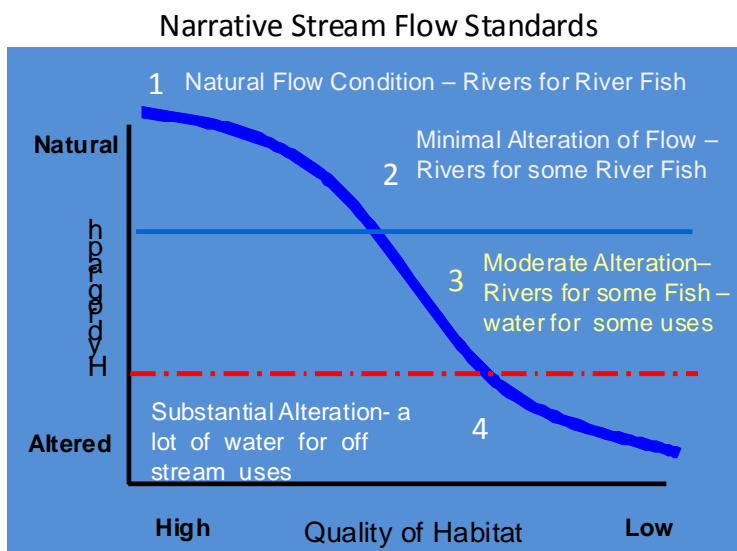 Narrative Stream Flow Standards
1 Natural Flow Condition – Rivers for River Fish
Natural
2 Minimal Alteration of Flow –
Rivers for some River Fish
Hydrograph
3 Moderate Alteration–
Rivers for some Fish –
water for some uses
Substantial Alteration- a
lot of water for off
stream uses
4
Altered
High Quality of Habitat Low